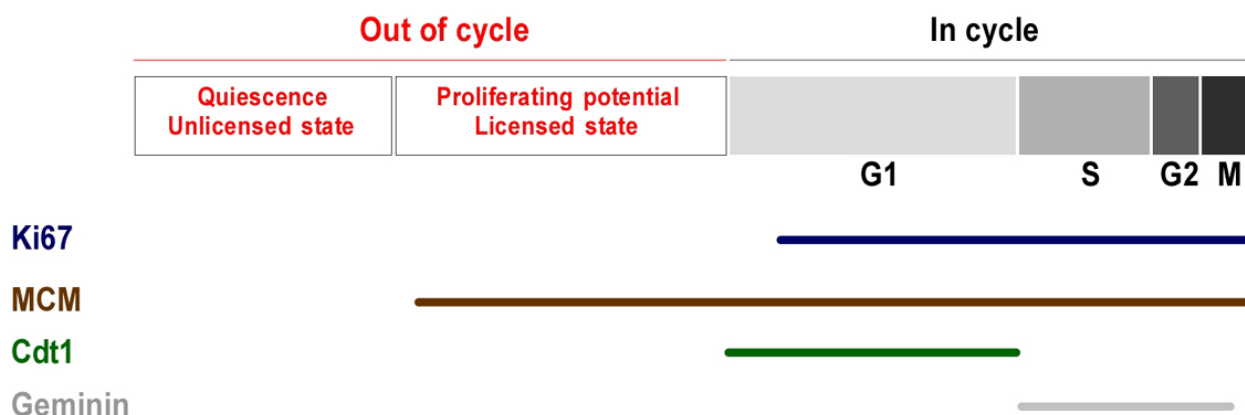 Out of cycle
In cycle
Quiescence
Unlicensed state
Proliferating potential
Licensed state
G1
S
G2
M
Ki67
MCM
Cdt1
Geminin